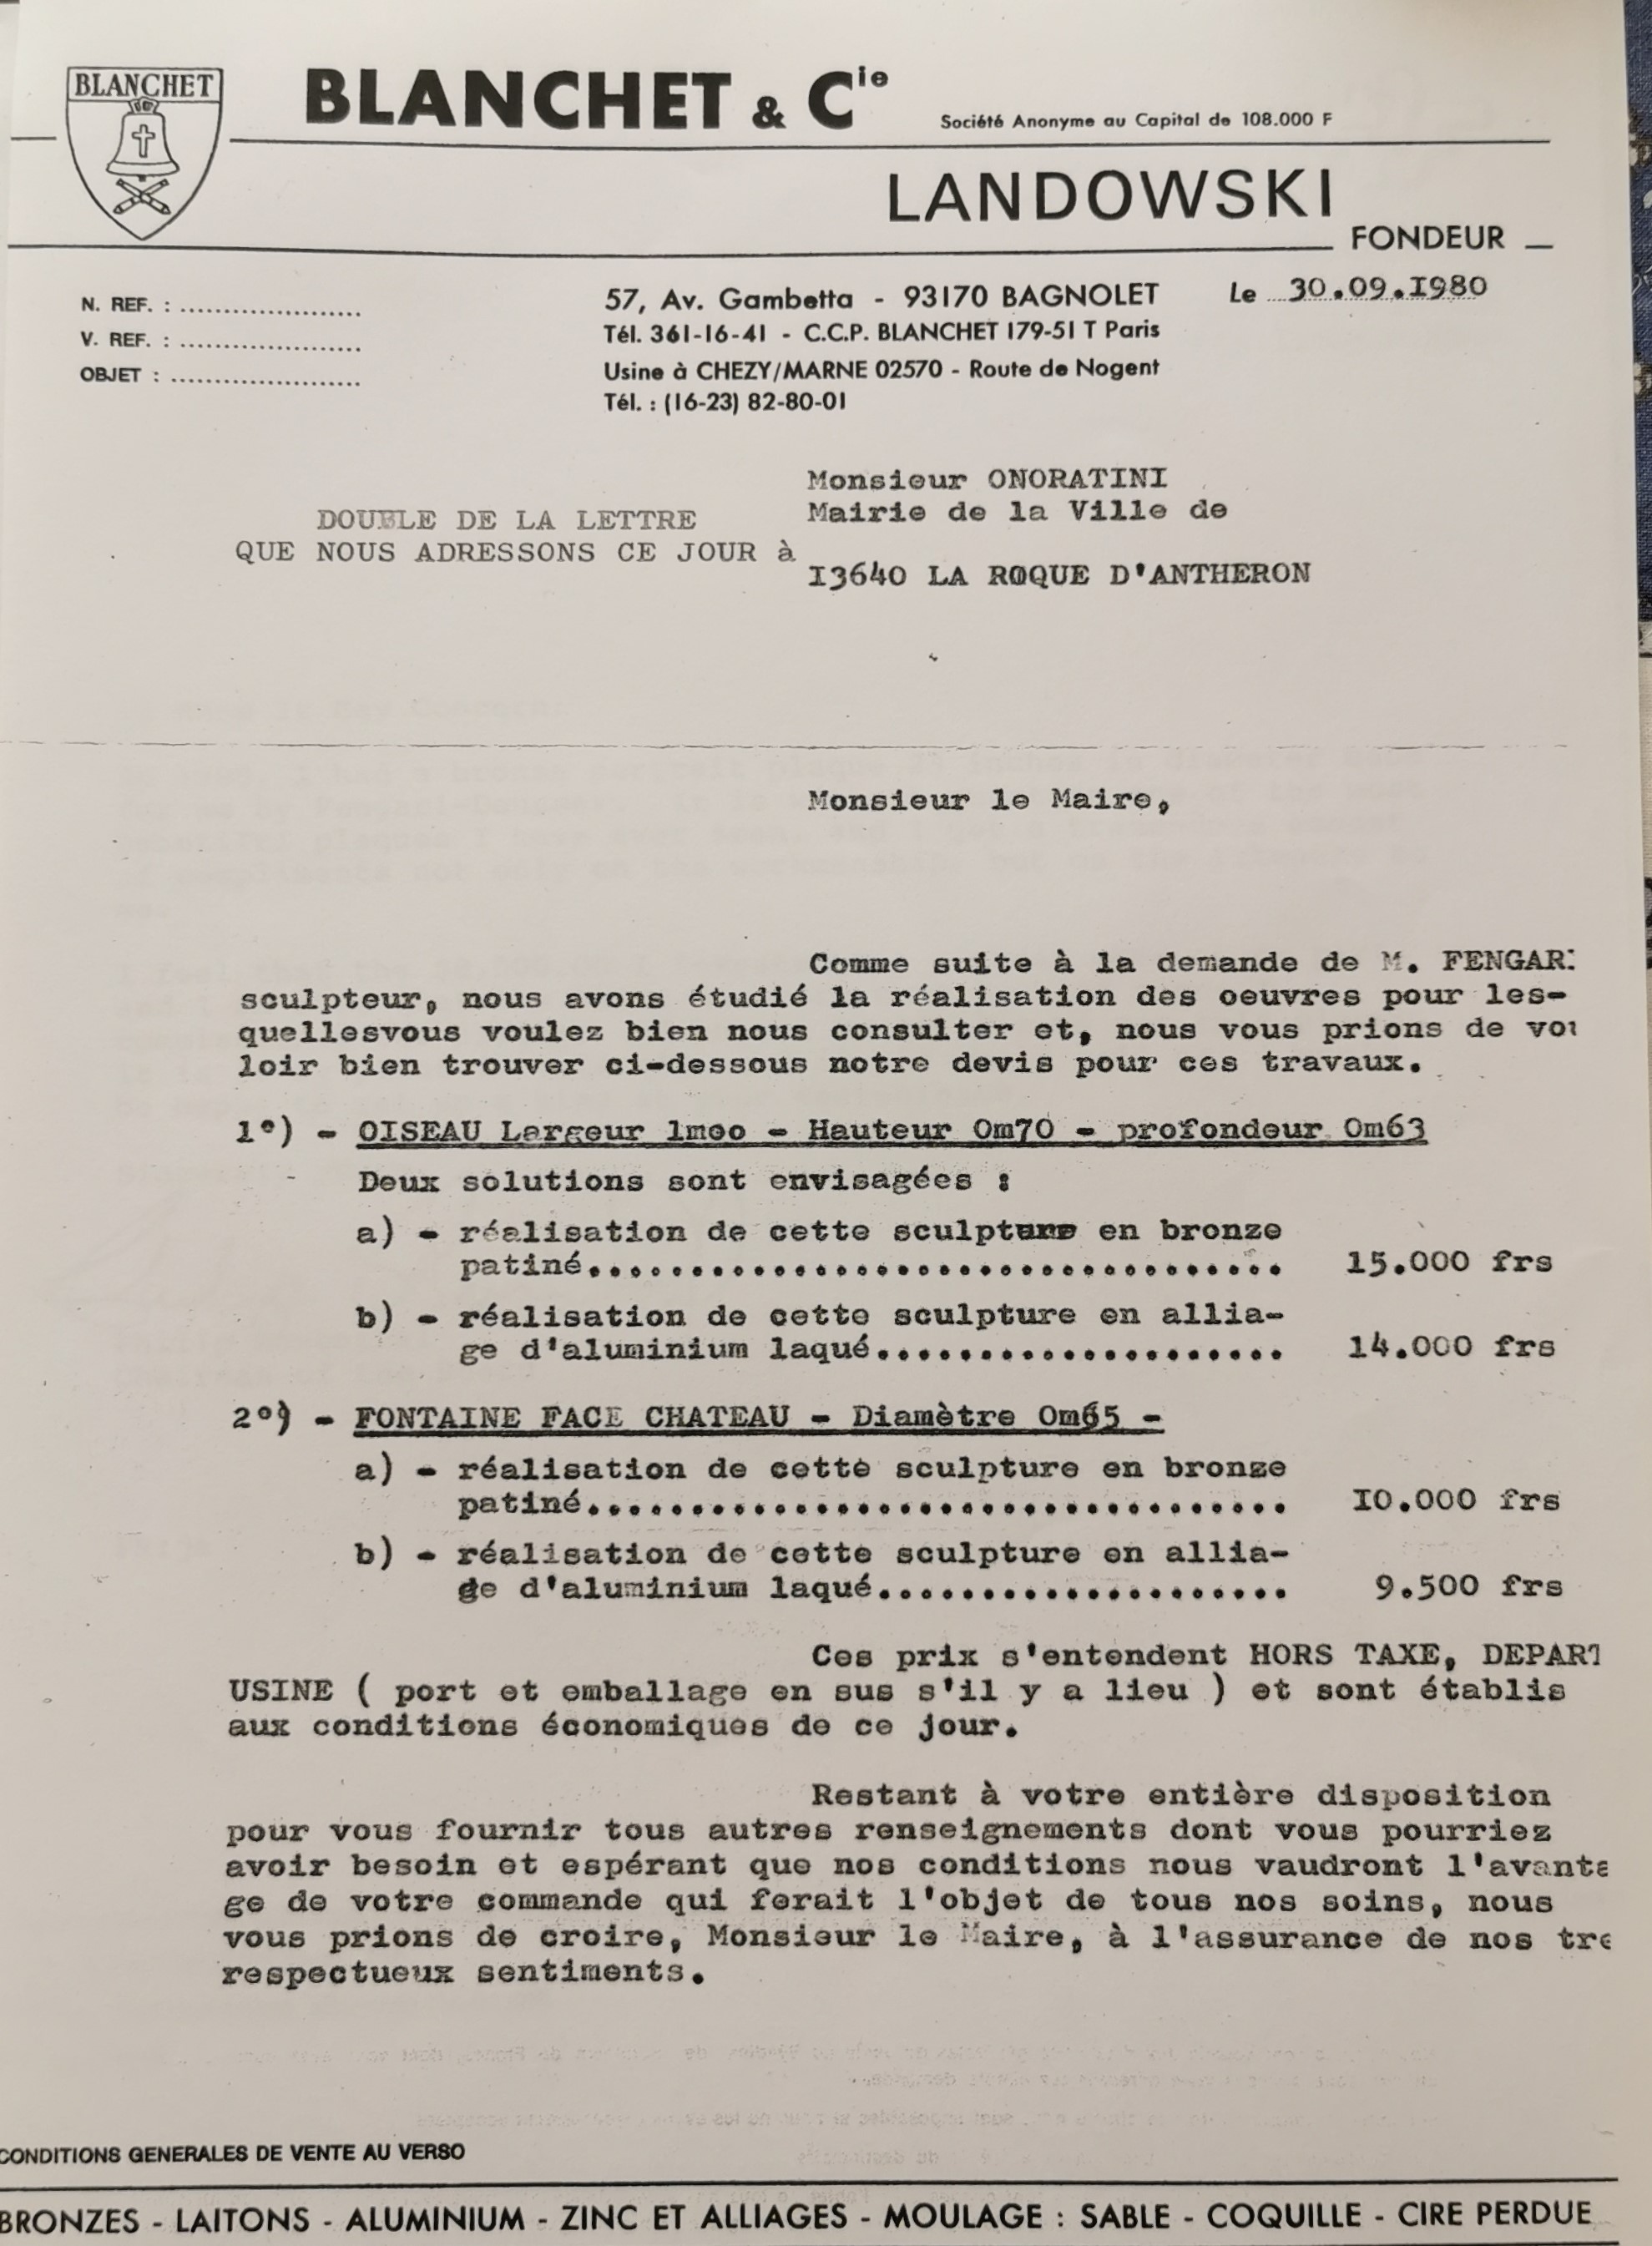 BLANCHET
BLANCHET & Cie
Société Anonyme au Capital de 108.000 F
LANDOWSKI
FONDEUR
N. REF. : ..............................
V. REF. : ..............................
OBJET : ..............................
57, Av. Gambetta - 93170 BAGNOLET
Le 30.09.I980
Tél. 361-16-41 - C.C.P. BLANCHET 179-51 T Paris
Usine à CHEZY/MARNE 02570 - Route de Nogent
Tél. : (16-23) 82-80-01
DOUBLE DE LA LETTRE
QUE NOUS ADRESSONS CE JOUR à
Monsieur ONORATINI
Mairie de la Ville de
I3640 LA ROQUE D'ANTHERON
Monsieur le Maire,
Comme suite à la demande de M. FENGAR
sculpteur, nous avons étudié la réalisation des oeuvres pour les-
quellesvous voulez bien nous consulter et, nous vous prions de vou
loir bien trouver ci-dessous notre devis pour ces travaux.
1°) - OISEAU Largeur 1moo - Hauteur 0m70 - profondeur 0m63
Deux solutions sont envisagées :
a) - réalisation de cette sculpture en bronze
patiné.................................. 15.000 frs
b) - réalisation de cette sculpture en allia-
ge d'aluminium laqué.................... 14.000 frs
2°) - FONTAINE FACE CHATEAU - Diamètre 0m65 -
a) - réalisation de cette sculpture en bronze
patiné.................................. I0.000 frs
b) - réalisation de cette sculpture en allia-
ge d'aluminium laqué.................... 9.500 frs
Ces prix s'entendent HORS TAXE, DEPART
USINE ( port et emballage en sus s'il y a lieu ) et sont établis
aux conditions économiques de ce jour.
Restant à votre entière disposition
pour vous fournir tous autres renseignements dont vous pourriez
avoir besoin et espérant que nos conditions nous vaudront l'avanta
ge de votre commande qui ferait l'objet de tous nos soins, nous
vous prions de croire, Monsieur le Maire, à l'assurance de nos tre
respectueux sentiments.
CONDITIONS GENERALES DE VENTE AU VERSO
BRONZES - LAITONS - ALUMINIUM - ZINC ET ALLIAGES - MOULAGE : SABLE - COQUILLE - CIRE PERDUE